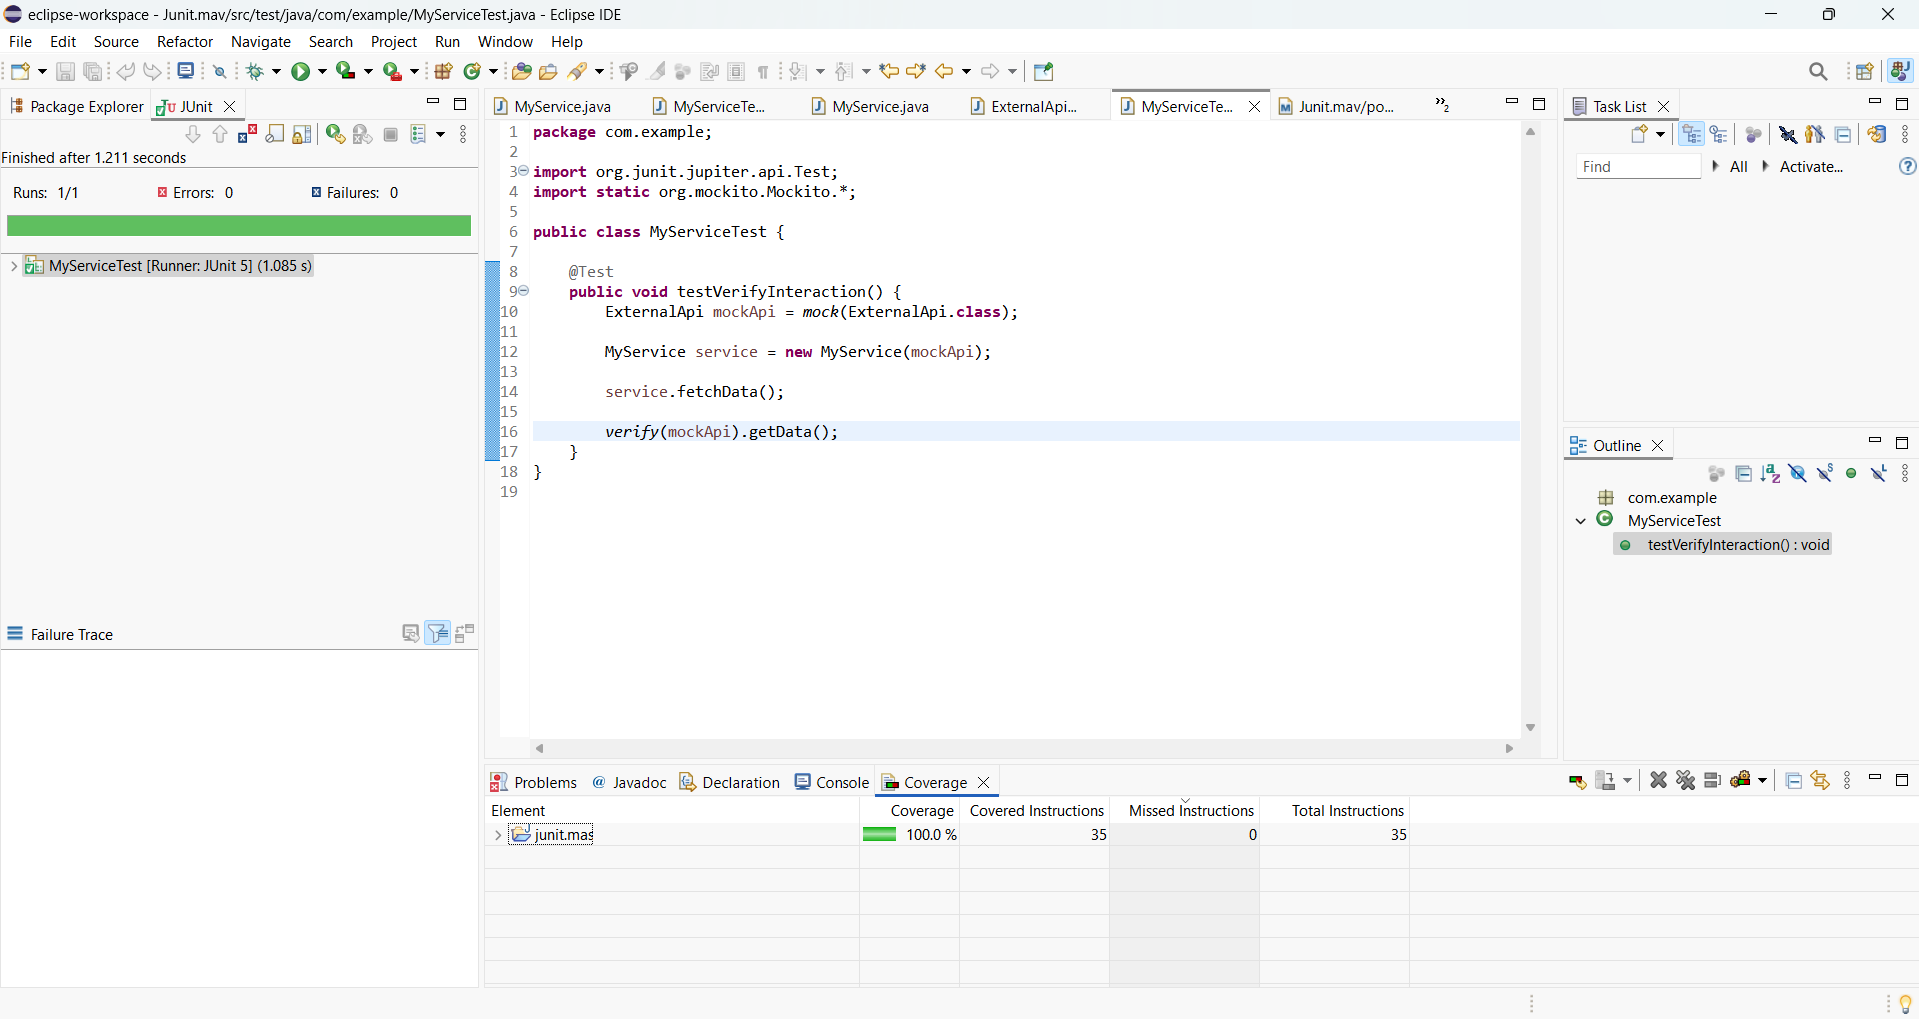 eclipse-workspace - Junit.mav/src/test/java/com/example/MyServiceTest.java - Eclipse IDE
File Edit Source Refactor Navigate Search Project Run Window Help
Package Explorer JUnit
Finished after 1.211 seconds
Runs: 1/1 Errors: 0 Failures: 0
MyServiceTest [Runner: JUnit 5] (1.085 s)
Failure Trace
MyService.java MyServiceTe... MyService.java ExternalApi... MyServiceTe... Junit.mav/po... »2
1 package com.example;
2
3 import org.junit.jupiter.api.Test;
4 import static org.mockito.Mockito.*;
5
6 public class MyServiceTest {
7
8 @Test
9 public void testVerifyInteraction() {
10 ExternalApi mockApi = mock(ExternalApi.class);
11
12 MyService service = new MyService(mockApi);
13
14 service.fetchData();
15
16 verify(mockApi).getData();
17 }
18 }
19
Problems @ Javadoc Declaration Console Coverage
Element Coverage Covered Instructions Missed Instructions Total Instructions
junit.mas 100.0 % 35 0 35
Task List
Find All Activate...
Outline
com.example
MyServiceTest
testVerifyInteraction() : void